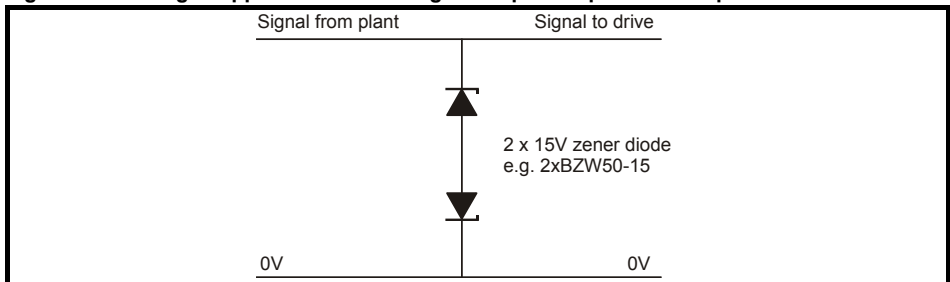 Signal from plant Signal to drive
2 x 15V zener diode
e.g. 2xBZW50-15
0V 0V